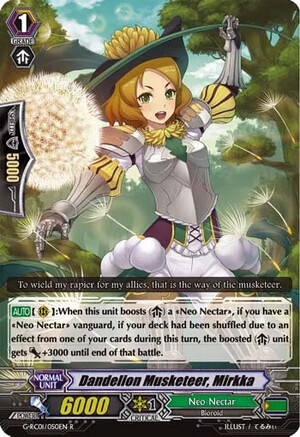 1
GRADE
5000
To wield my rapier for my allies, that is the way of the musketeer.
AUTO [ ]:When this unit boosts ( ) a «Neo Nectar», if you have a
«Neo Nectar» vanguard, if your deck had been shuffled due to an
effect from one of your cards during this turn, the boosted ( ) unit
gets +3000 until end of that battle.
NORMAL
UNIT
Dandelion Musketeer, Mirkka
POWER
6000
1
CRITICAL
Neo Nectar
Bioroid
G-RC01/050EN R
ILLUST